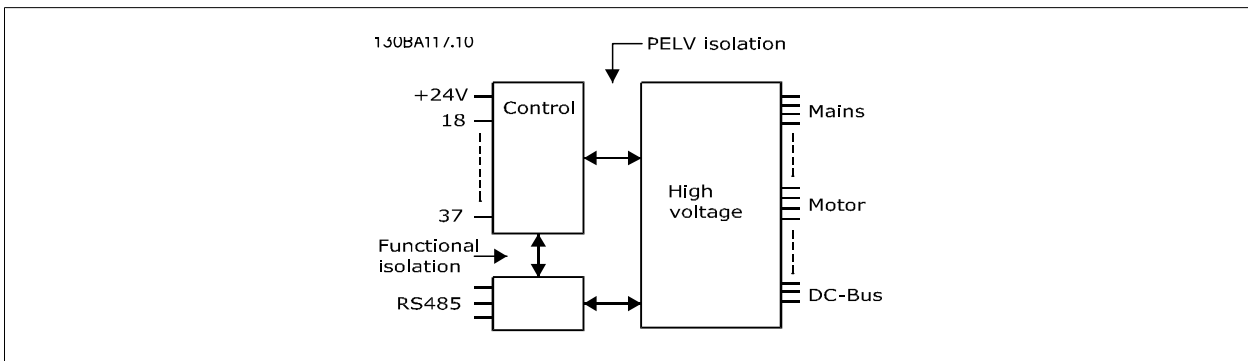 130BA117.10
PELV isolation
+24V
Control
18
Mains
High
voltage
37
Motor
Functional
isolation
RS485
DC-Bus